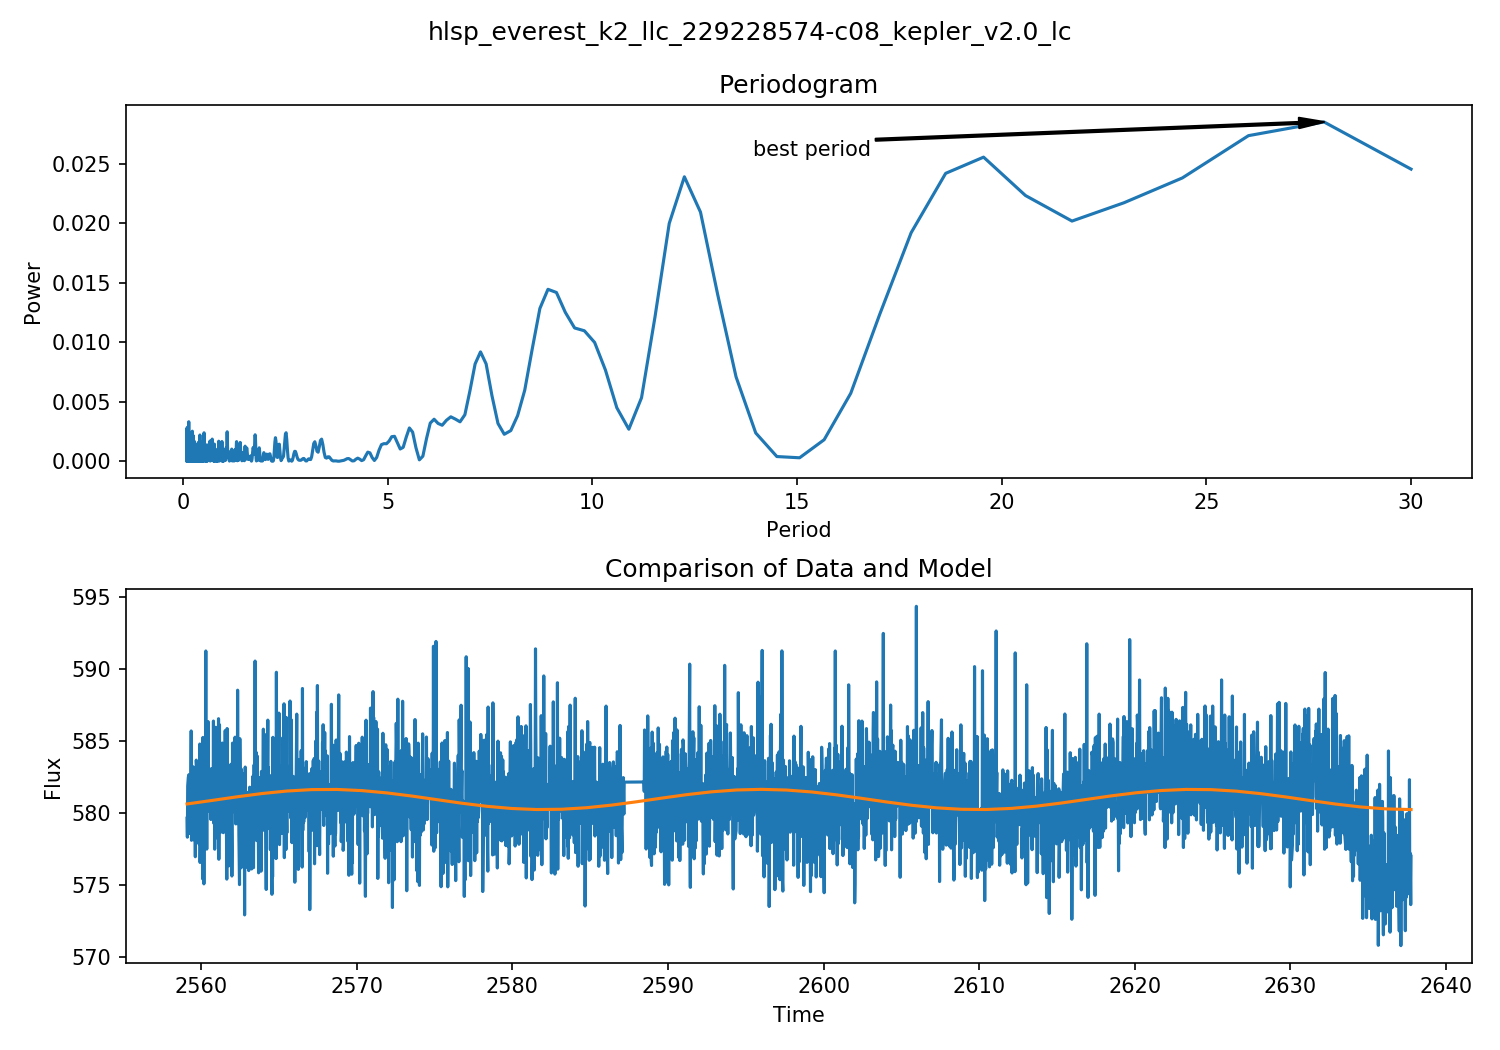 hlsp_everest_k2_llc_229228574-c08_kepler_v2.0_lc
Periodogram
best period
0.025
0.020
0.015
0.010
0.005
0.000
Power
0 5 10 15 20 25 30
Period
Comparison of Data and Model
595
590
585
580
575
570
Flux
2560 2570 2580 2590 2600 2610 2620 2630 2640
Time